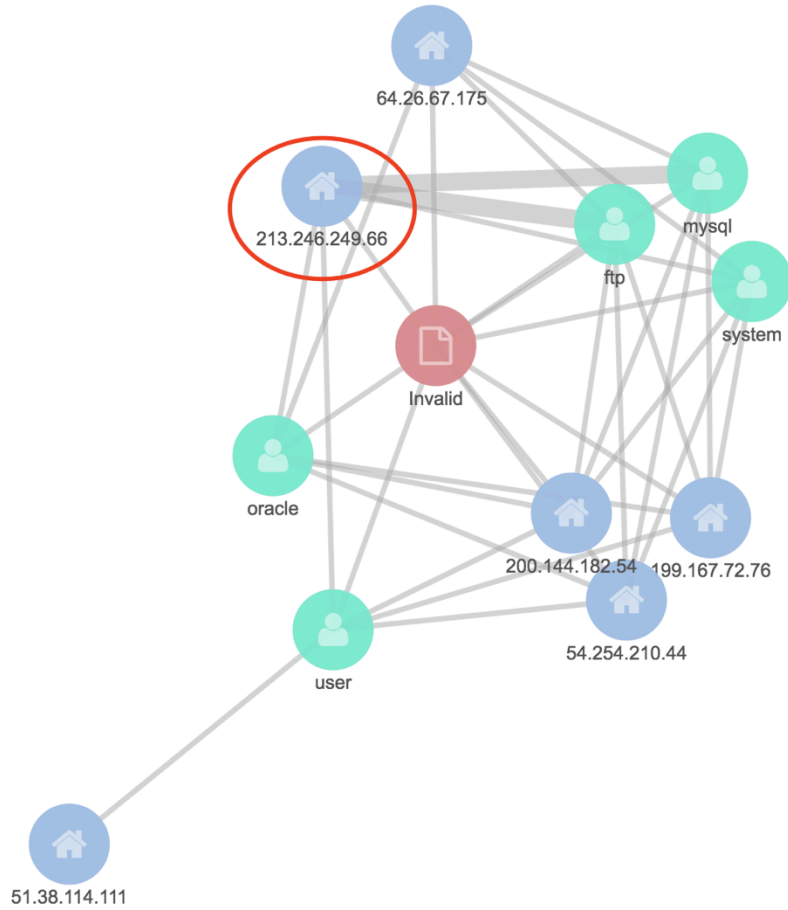 64.26.67.175
213.246.249.66
mysql
ftp
system
Invalid
oracle
200.144.182.54
199.167.72.76
54.254.210.44
user
51.38.114.111